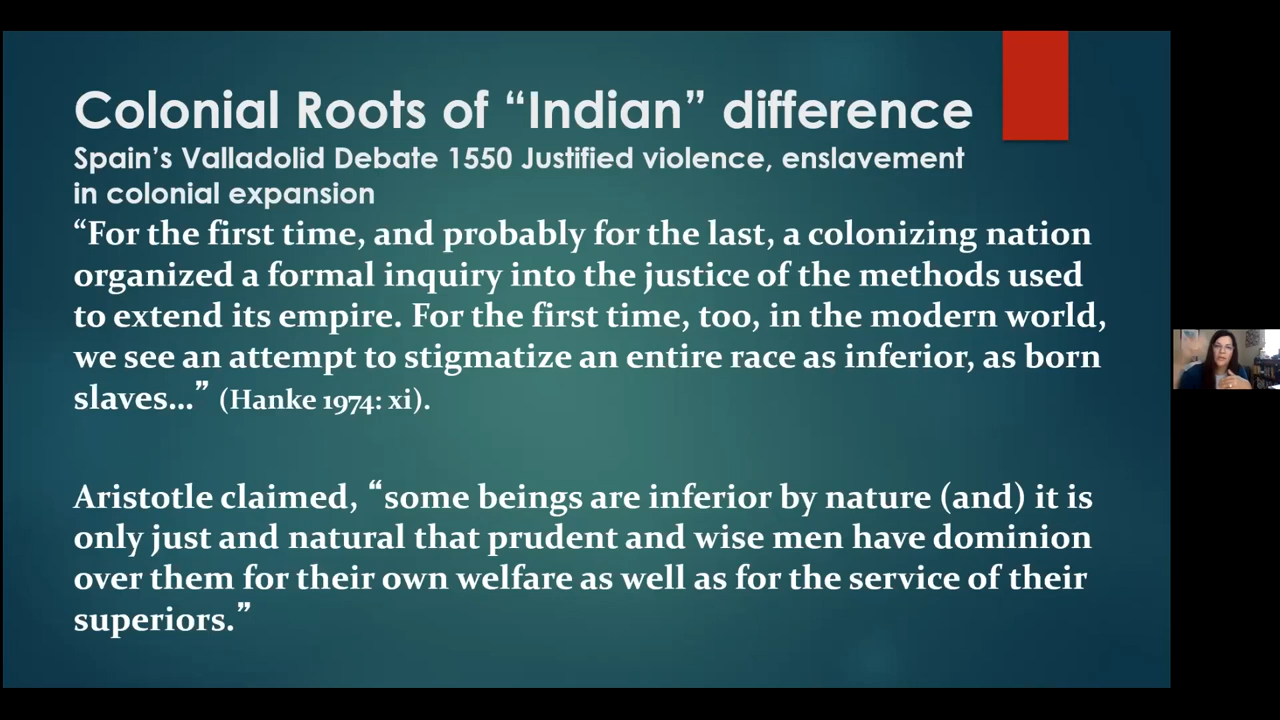 Colonial Roots of “Indian” difference
Spain’s Valladolid Debate 1550 Justified violence, enslavement
in colonial expansion
“For the first time, and probably for the last, a colonizing nation
organized a formal inquiry into the justice of the methods used
to extend its empire. For the first time, too, in the modern world,
we see an attempt to stigmatize an entire race as inferior, as born
slaves…” (Hanke 1974: xi).
Aristotle claimed, “some beings are inferior by nature (and) it is
only just and natural that prudent and wise men have dominion
over them for their own welfare as well as for the service of their
superiors.”